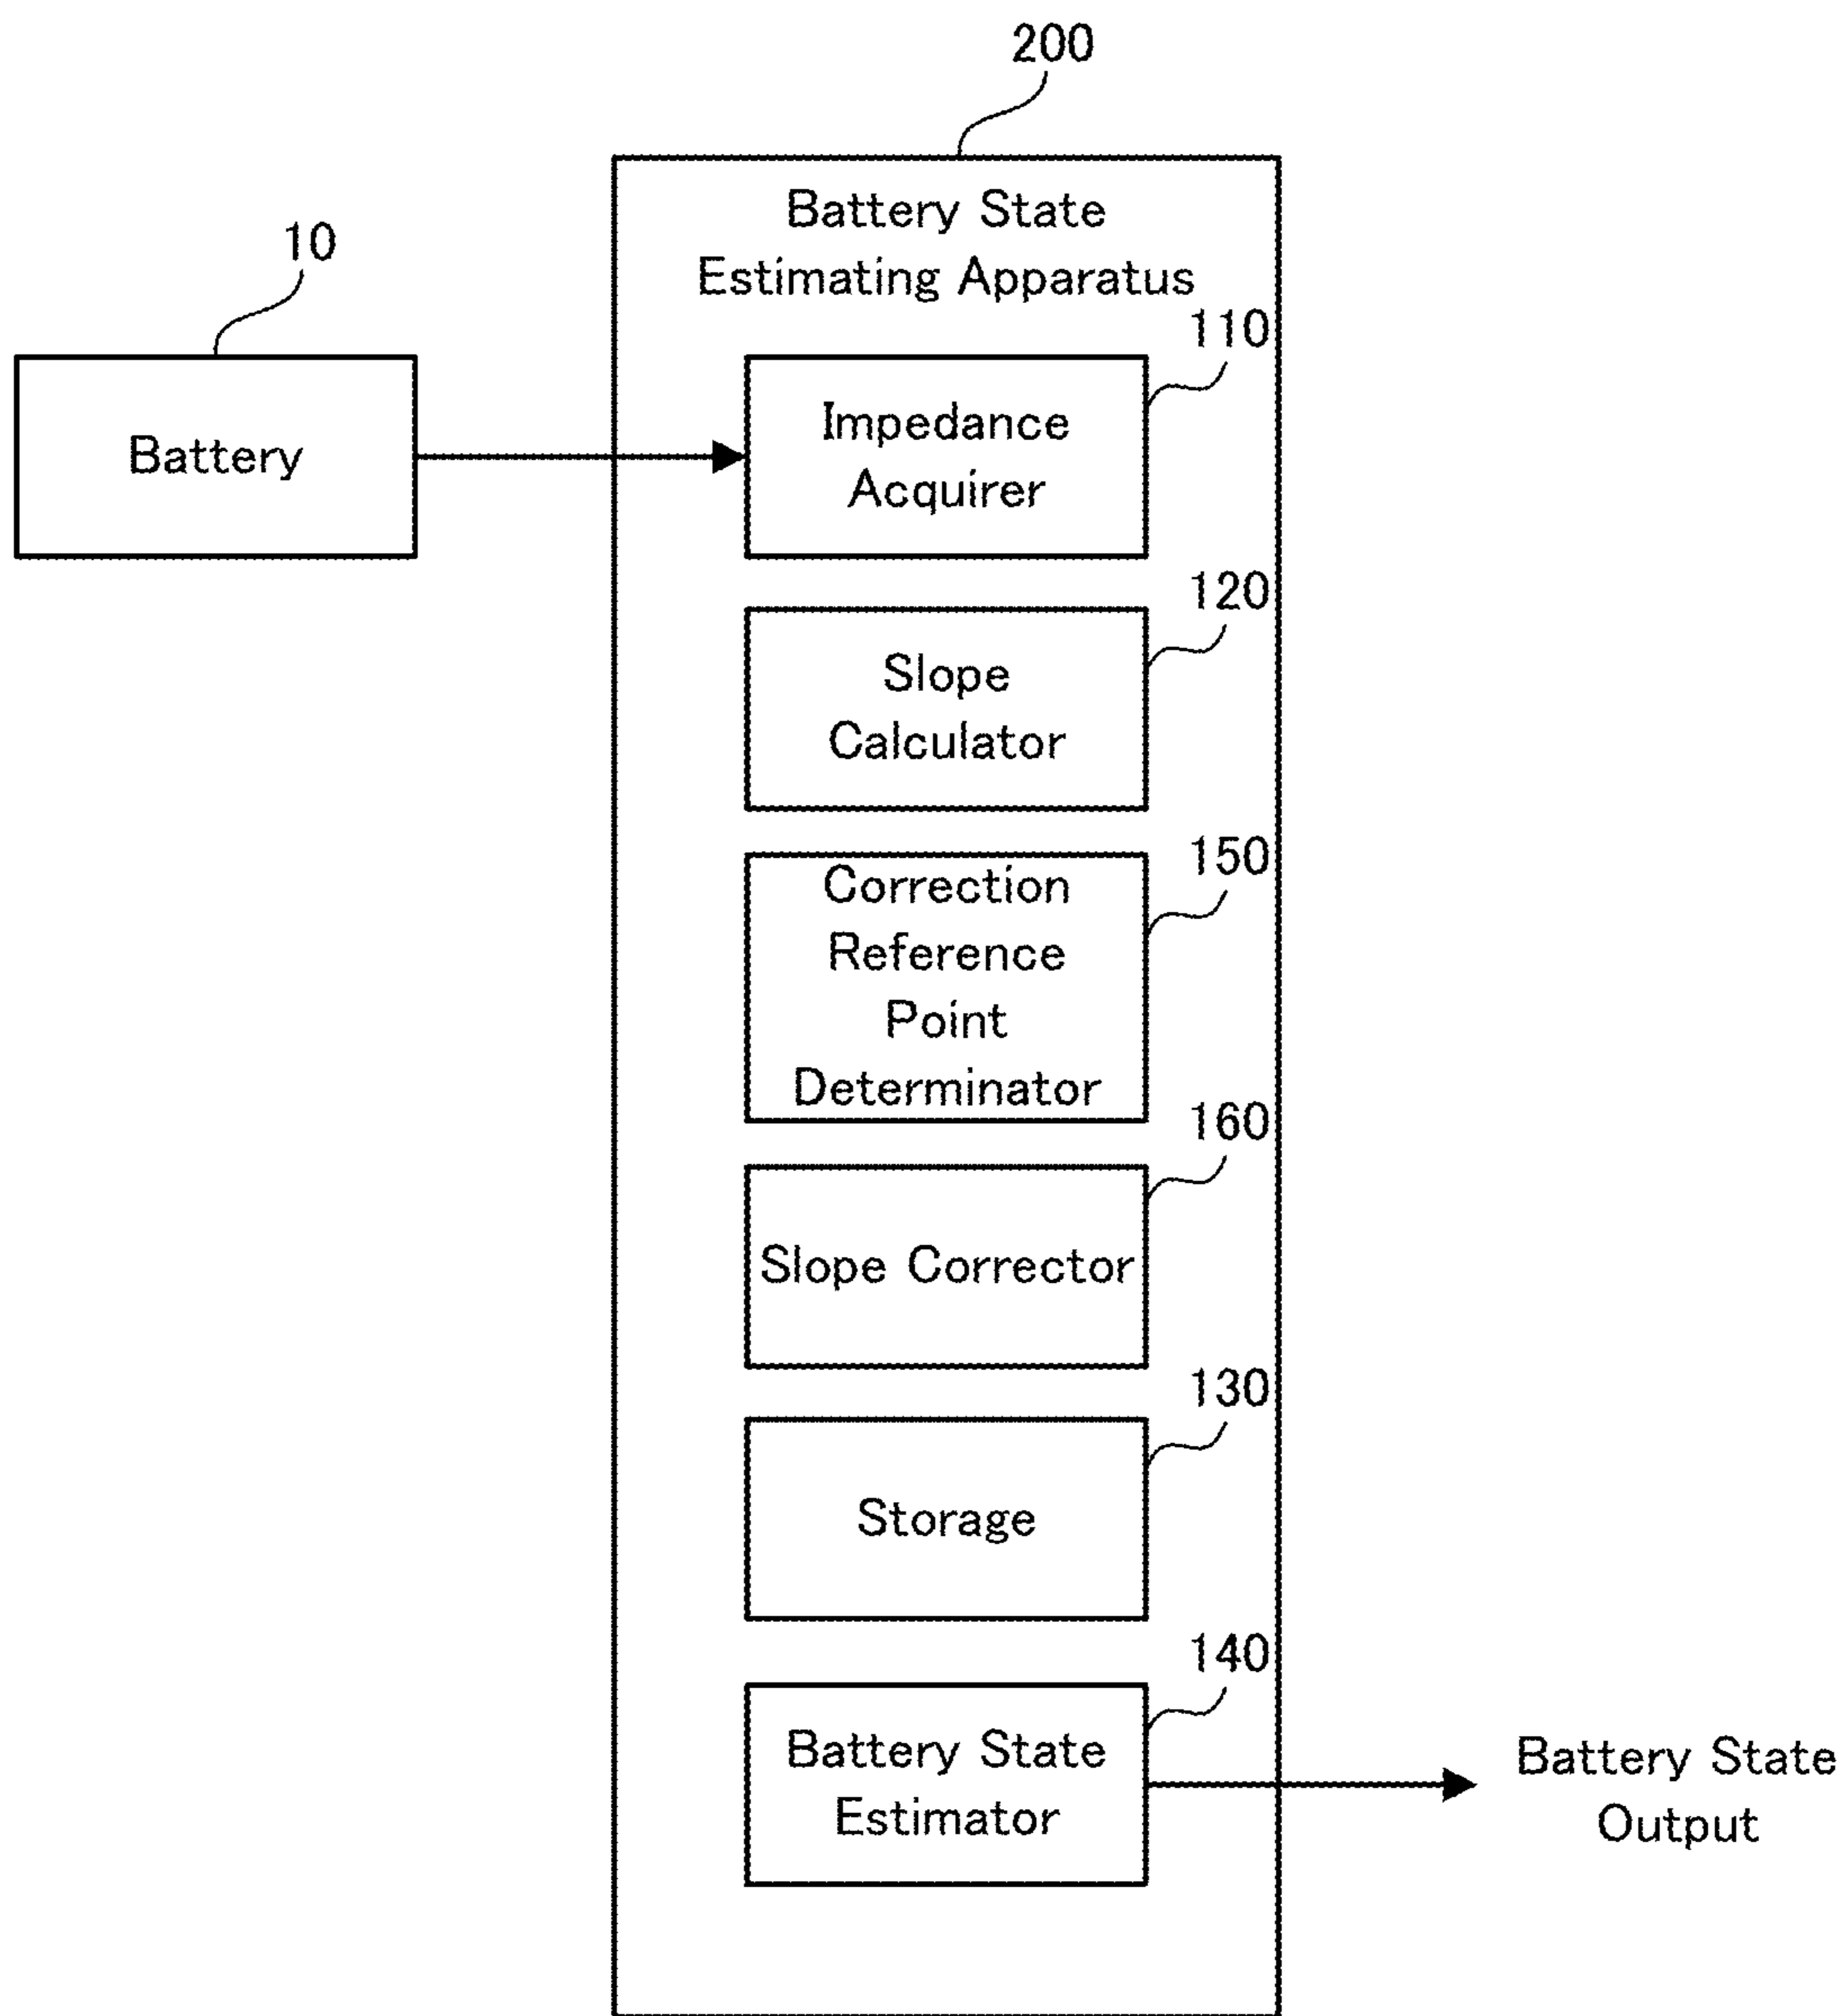 200
Battery State
Estimating Apparatus
10
Battery
110
Impedance
Acquirer
120
Slope
Calculator
150
Correction
Reference
Point
Determinator
160
Slope Corrector
130
Storage
140
Battery State
Estimator
Battery State
Output